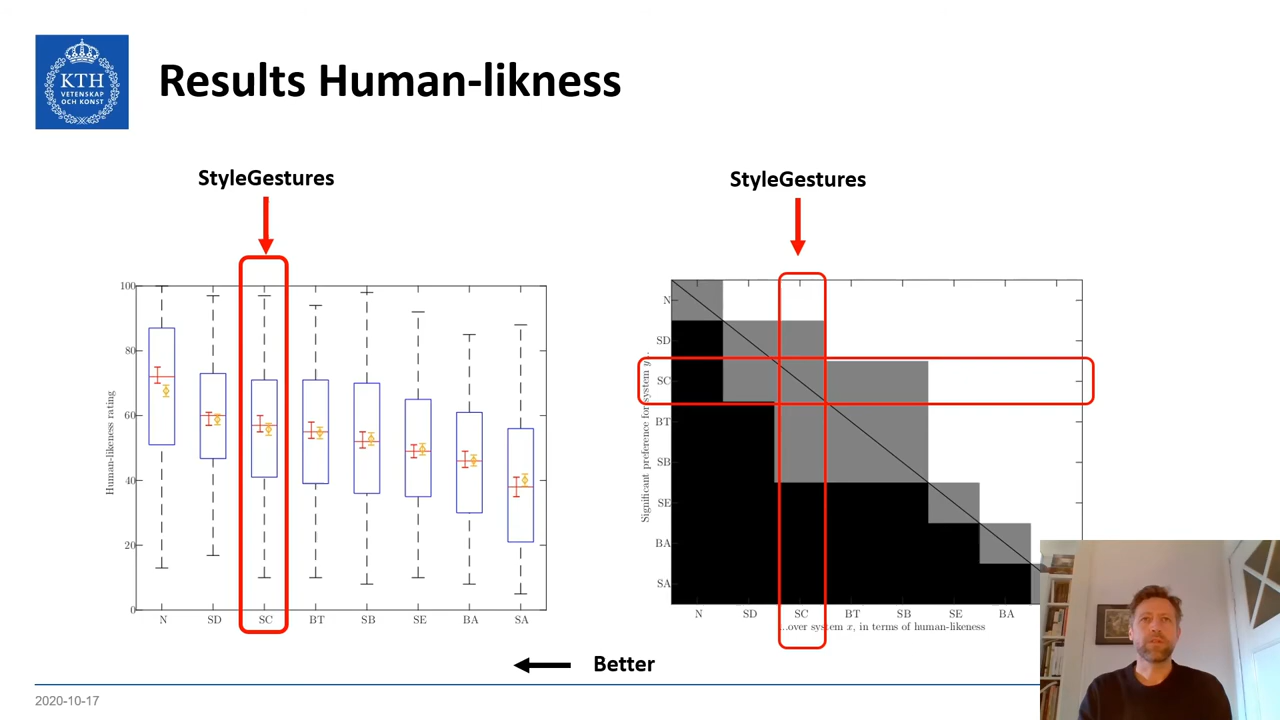 KTH
VETENSKAP
OCH KONST
Results Human-likness
StyleGestures
StyleGestures
100
80
60
40
20
0
Human-likeness rating
N SD SC BT SB SE BA SA
N
SD
SC
BT
SB
SE
BA
SA
Significant preference for system y...
N SD SC BT SB SE BA
...over system x, in terms of human-likeness
Better
2020-10-17